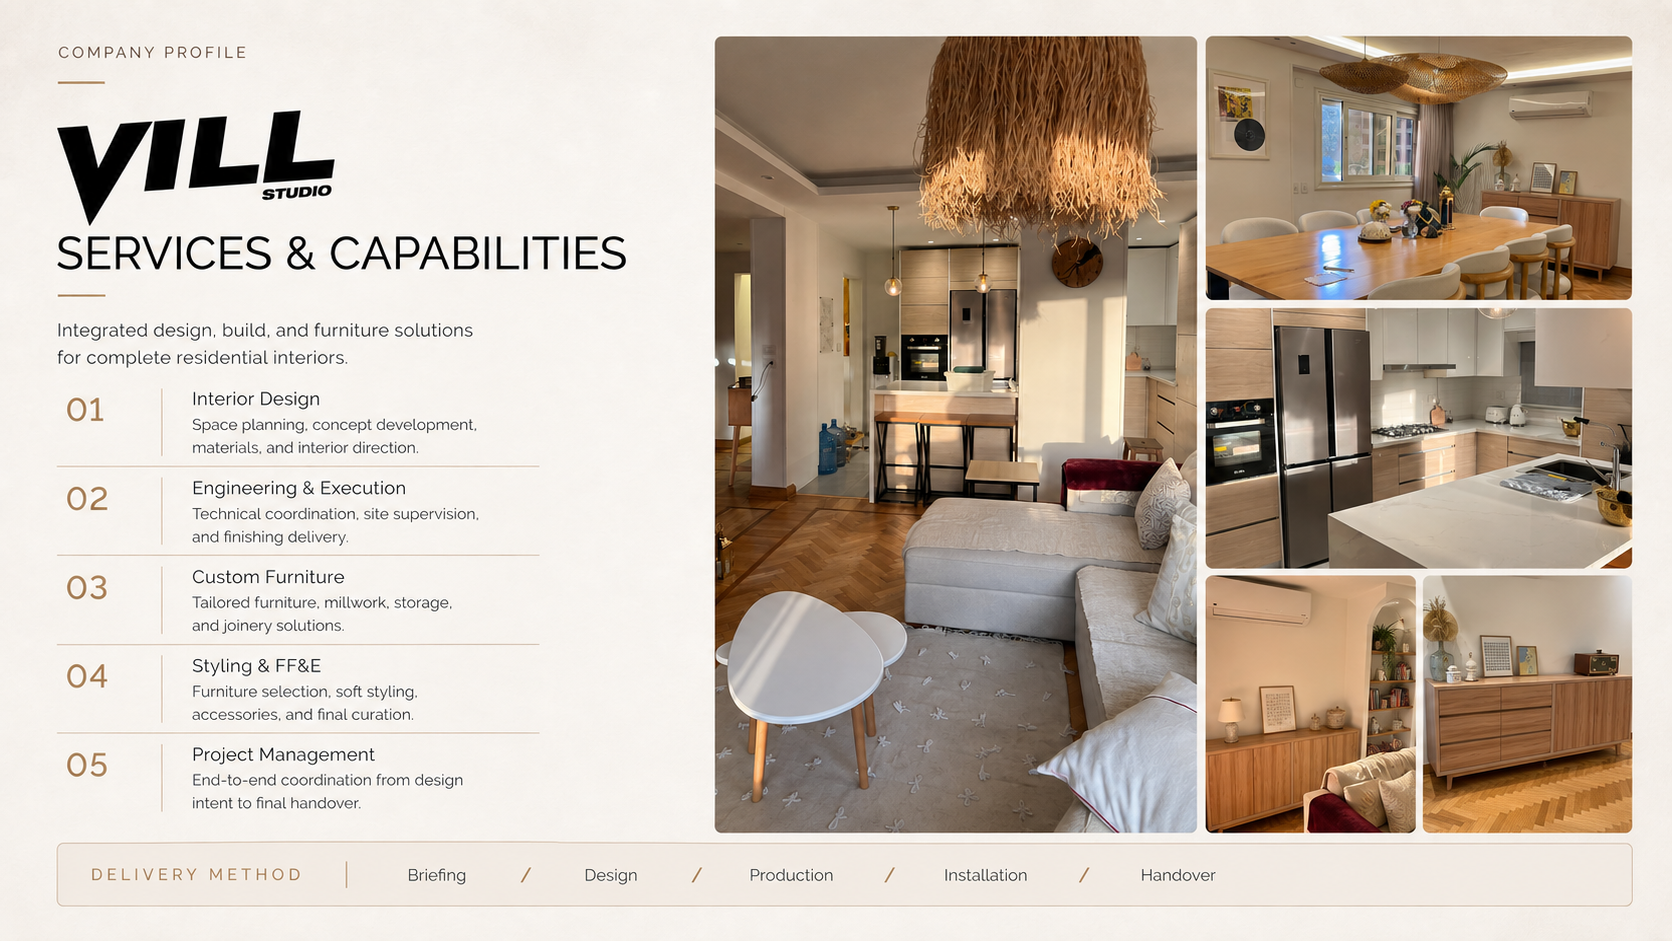 COMPANY PROFILE
VILL
STUDIO
SERVICES & CAPABILITIES
Integrated design, build, and furniture solutions
for complete residential interiors.
01
Interior Design
Space planning, concept development,
materials, and interior direction.
02
Engineering & Execution
Technical coordination, site supervision,
and finishing delivery.
03
Custom Furniture
Tailored furniture, millwork, storage,
and joinery solutions.
04
Styling & FF&E
Furniture selection, soft styling,
accessories, and final curation.
05
Project Management
End-to-end coordination from design
intent to final handover.
DELIVERY METHOD
Briefing / Design / Production / Installation / Handover